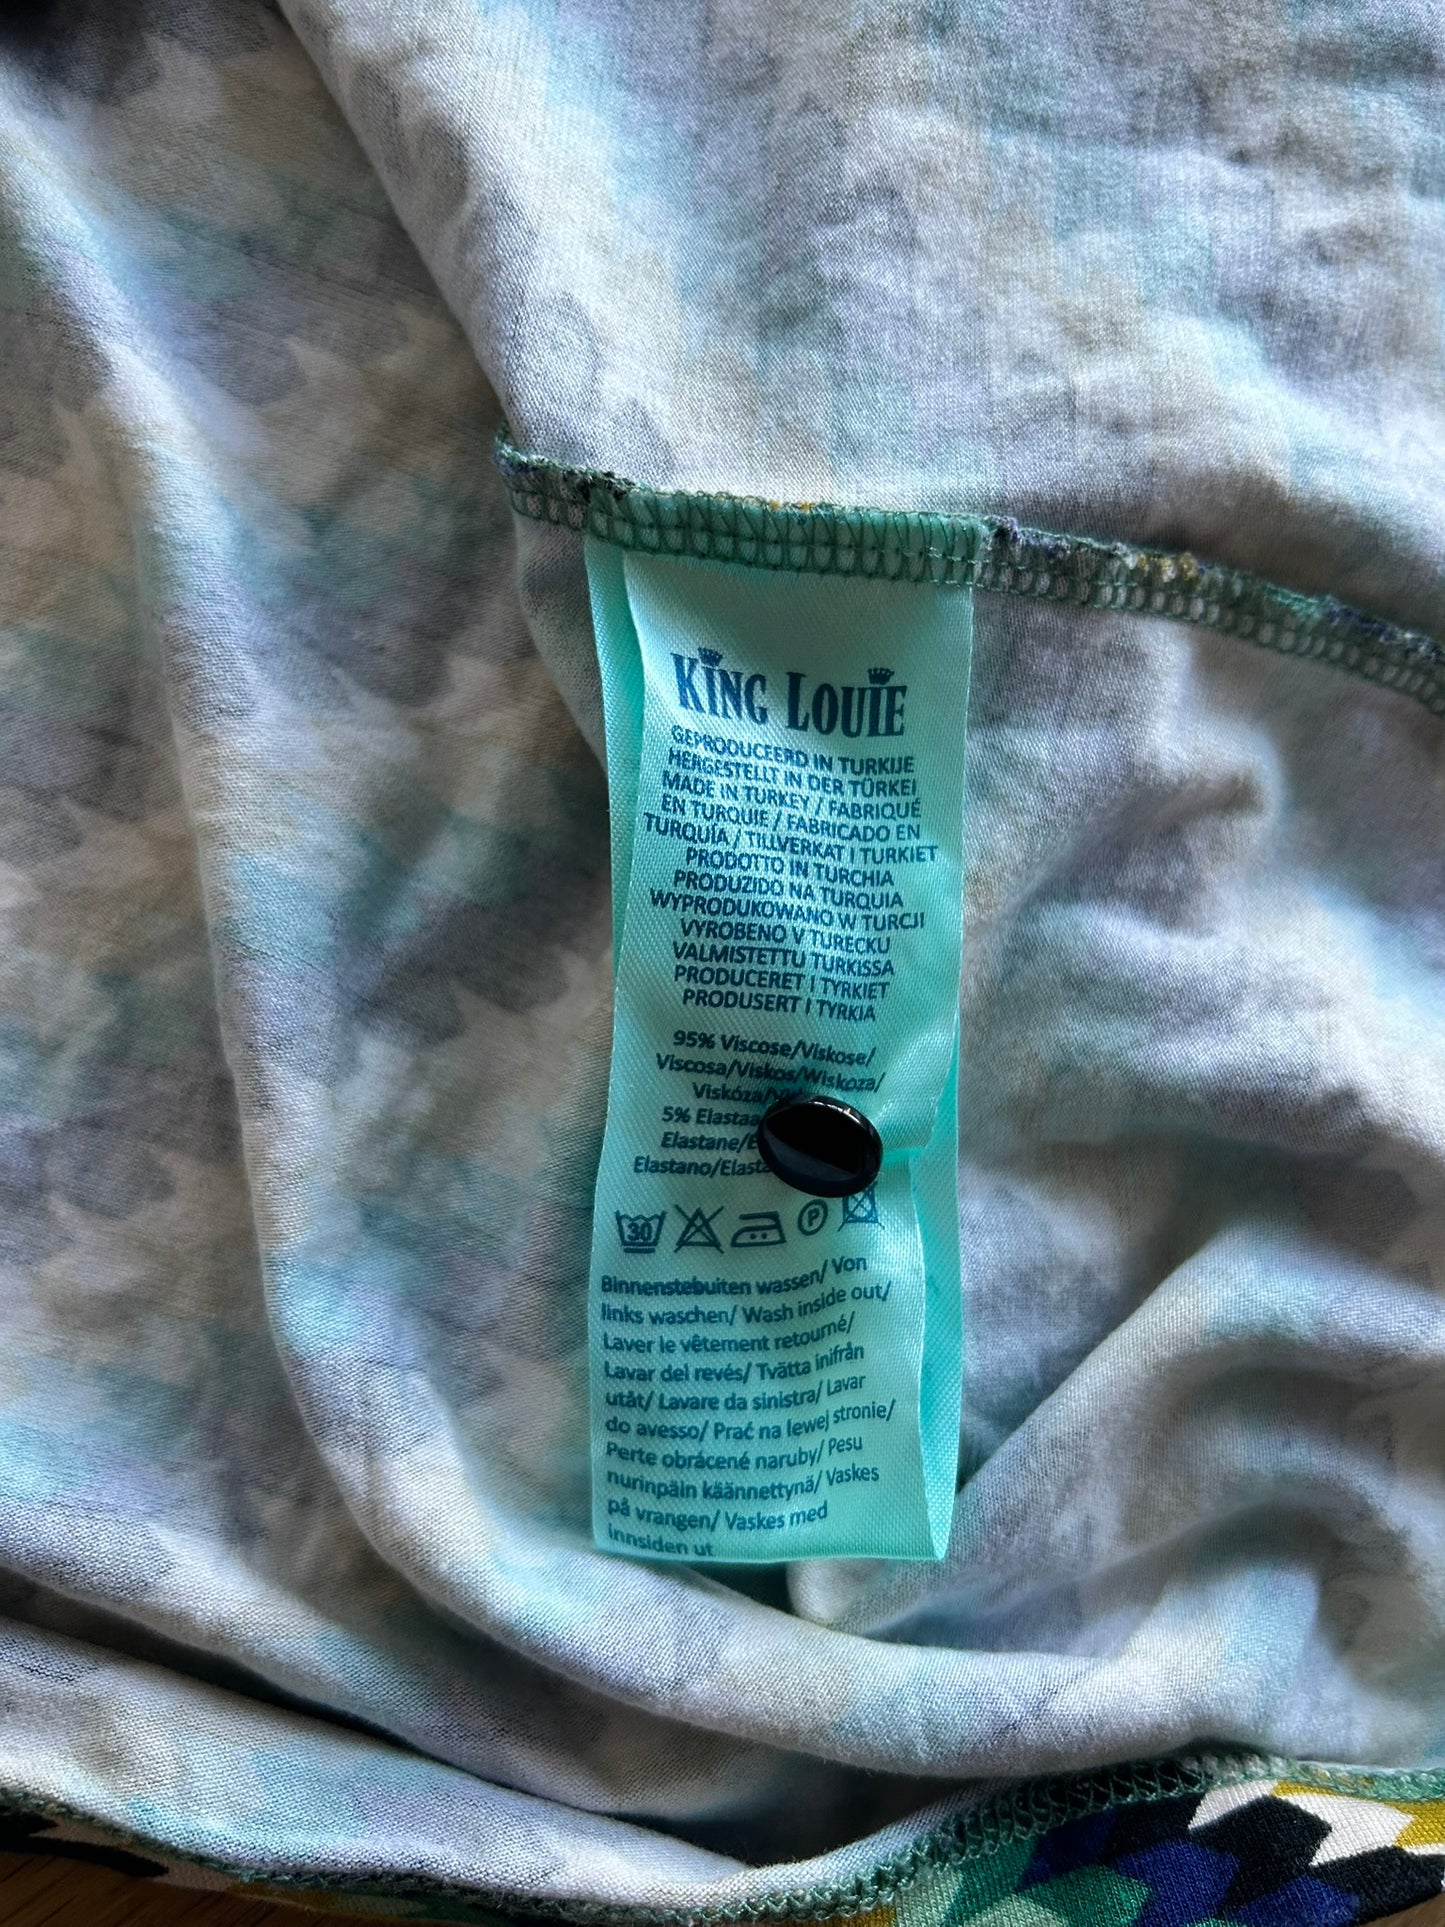 KING LOUIE
GEPRODUCEERD IN TURKIJE
HERGESTELLT IN DER TÜRKEI
MADE IN TURKEY / FABRIQUÉ
EN TURQUIE / FABRICADO EN
TURQUÍA / TILLVERKAT I TURKIET
PRODOTTO IN TURCHIA
PRODUZIDO NA TURQUIA
WYPRODUKOWANO W TURCJI
VYROBENO V TURECKU
VALMISTETTU TURKISSA
PRODUCERET I TYRKIET
PRODUSERT I TYRKIA
95% Viscose/Viskose/
Viscosa/Viskos/Wiskoza/
Viskóza/
5% Elastaa
Elastane/
Elastano/Elasta
30 P
Binnenstebuiten wassen/ Von
links waschen/ Wash inside out/
Laver le vêtement retourné/
Lavar del revés/ Tvätta inifrån
utåt/ Lavare da sinistra/ Lavar
do avesso/ Prać na lewej stronie/
Perte obrácené naruby/ Pesu
nurinpäin käännettynä/ Vaskes
på vrangen/ Vaskes med
innsiden ut